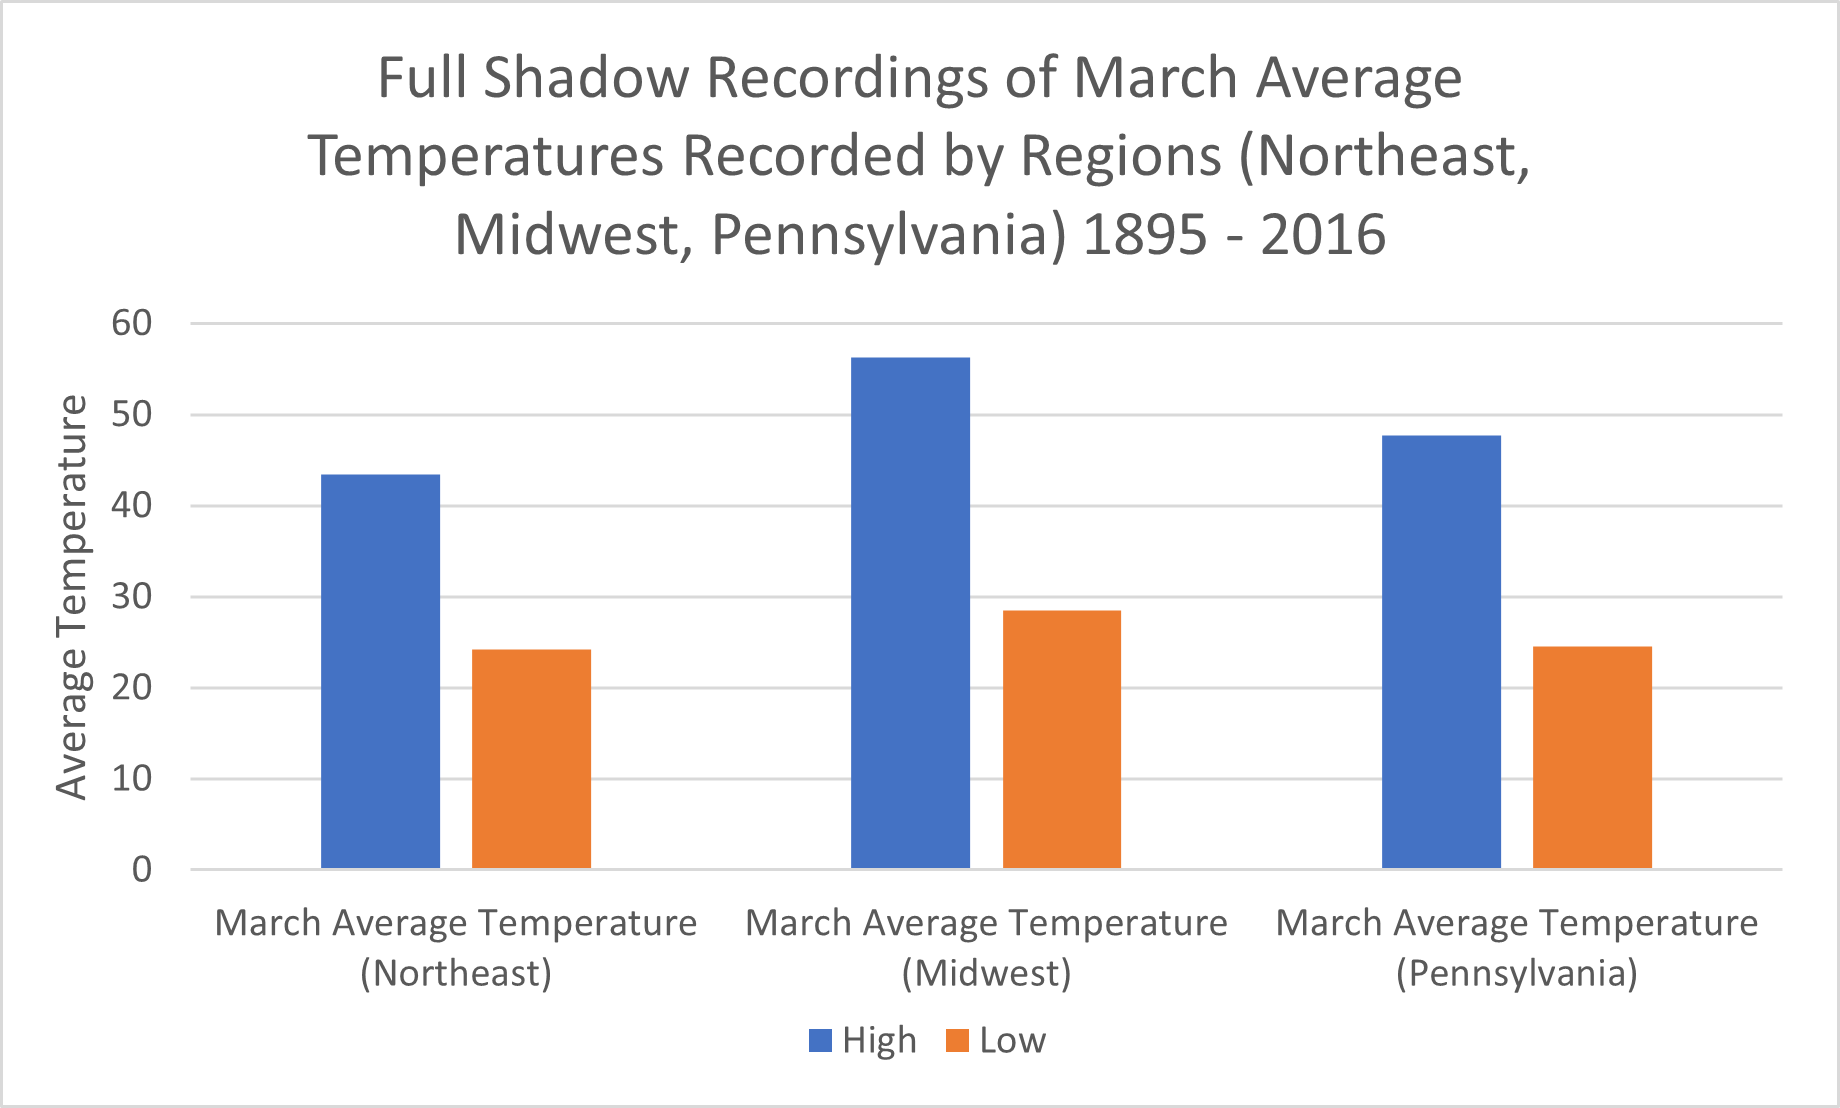 Full Shadow Recordings of March Average
Temperatures Recorded by Regions (Northeast,
Midwest, Pennsylvania) 1895 - 2016
Average Temperature
60
50
40
30
20
10
0
March Average Temperature
(Northeast)
March Average Temperature
(Midwest)
March Average Temperature
(Pennsylvania)
High
Low